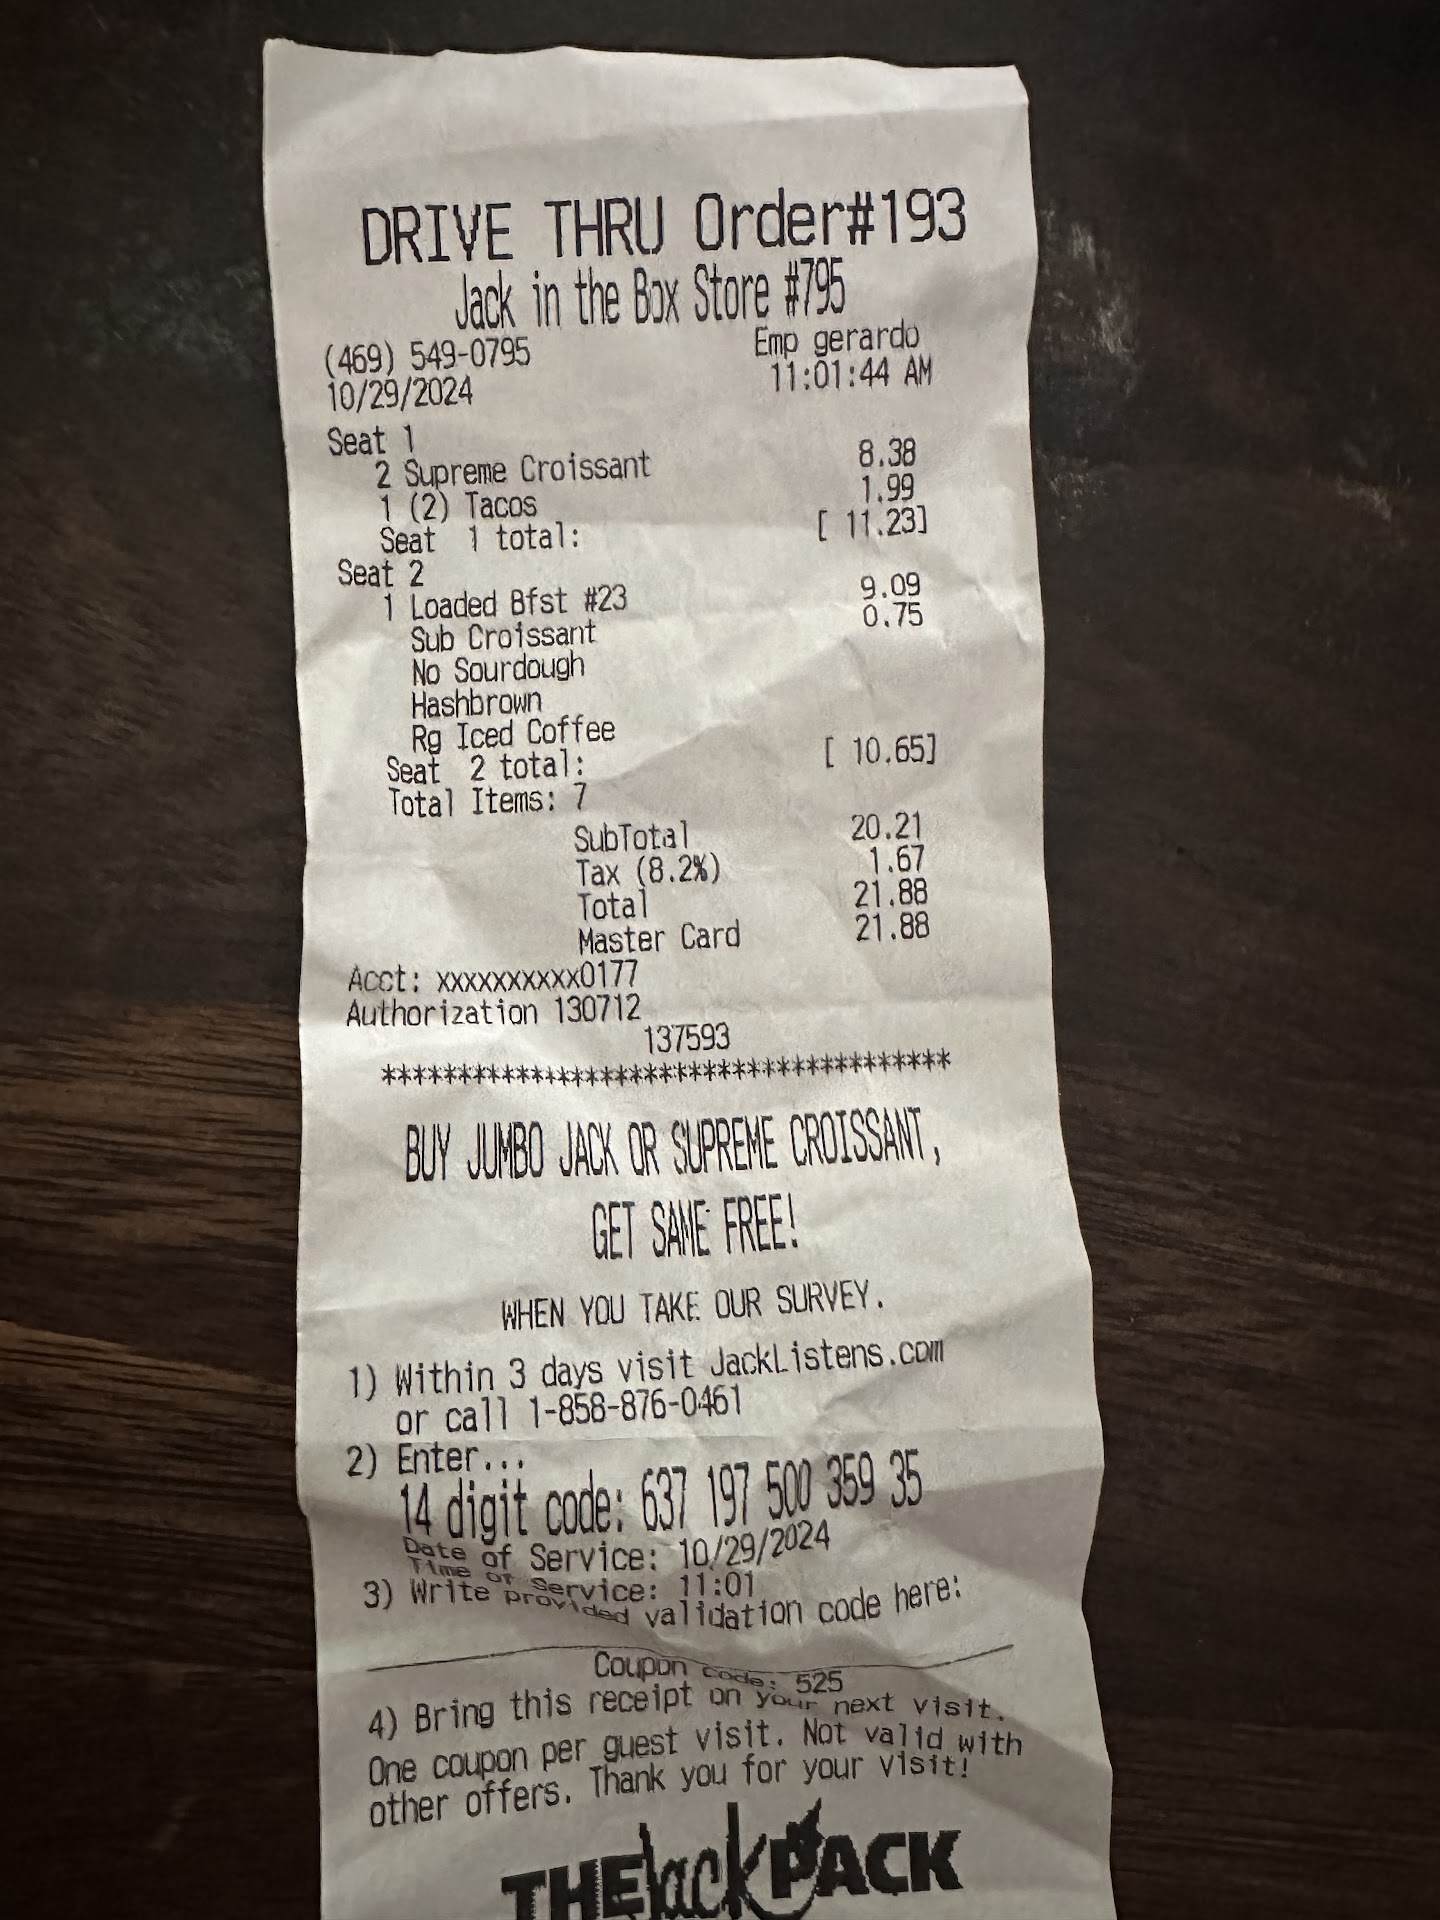 DRIVE THRU Order#193
Jack in the Box Store #795
(469) 549-0795 Emp gerardo
10/29/2024 11:01:44 AM
Seat 1
2 Supreme Croissant 8.38
1 (2) Tacos 1.99
Seat 1 total: [ 11.23]
Seat 2
1 Loaded Bfst #23 9.09
Sub Croissant 0.75
No Sourdough
Hashbrown
Rg Iced Coffee
Seat 2 total: [ 10.65]
Total Items: 7
SubTotal 20.21
Tax (8.2%) 1.67
Total 21.88
Master Card 21.88
Acct: xxxxxxxxxx0177
Authorization 130712
137593
***************************************
BUY JUMBO JACK OR SUPREME CROISSANT,
GET SAME FREE!
WHEN YOU TAKE OUR SURVEY.
1) Within 3 days visit JackListens.com
or call 1-858-876-0461
2) Enter...
14 digit code: 637 197 500 359 35
Date of Service: 10/29/2024
Time of Service: 11:01
3) Write provided validation code here:
Coupon code: 525
4) Bring this receipt on your next visit.
One coupon per guest visit. Not valid with
other offers. Thank you for your visit!
THE Jack PACK